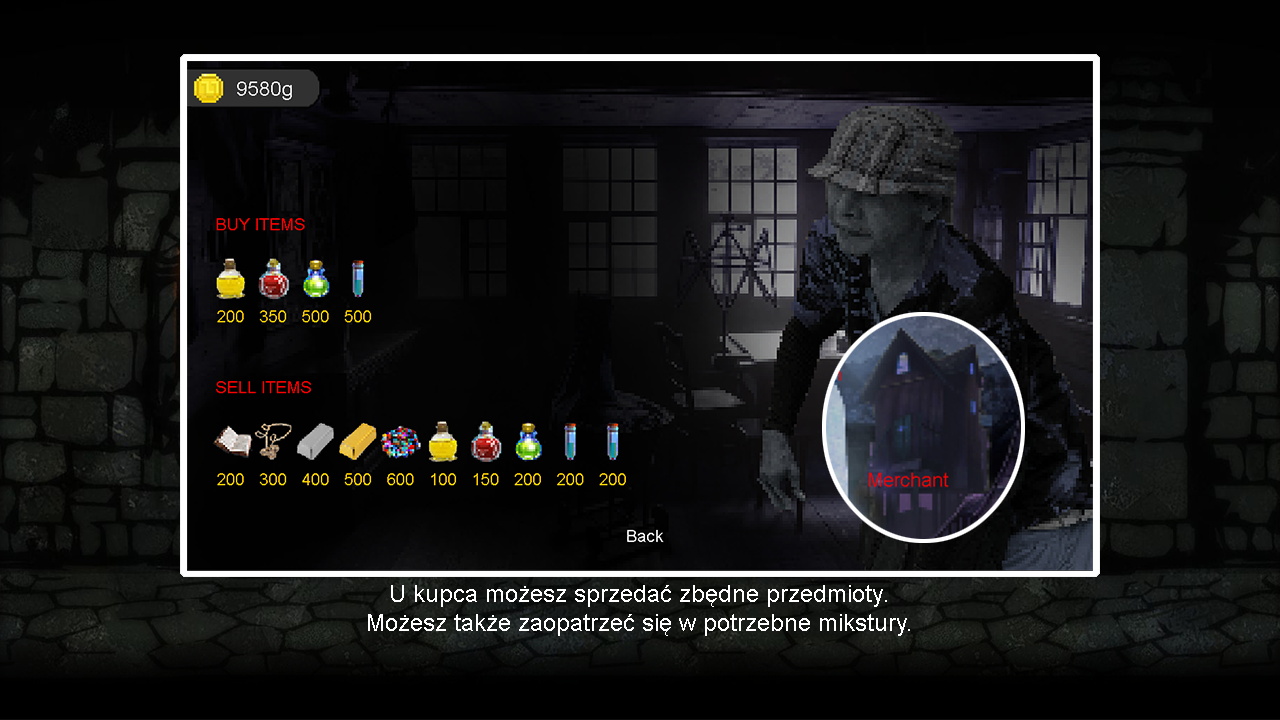 9580g
BUY ITEMS
200 350 500 500
SELL ITEMS
200 300 400 500 600 100 150 200 200 200
Merchant
Back
U kupca możesz sprzedać zbędne przedmioty.
Możesz także zaopatrzeć się w potrzebne mikstury.